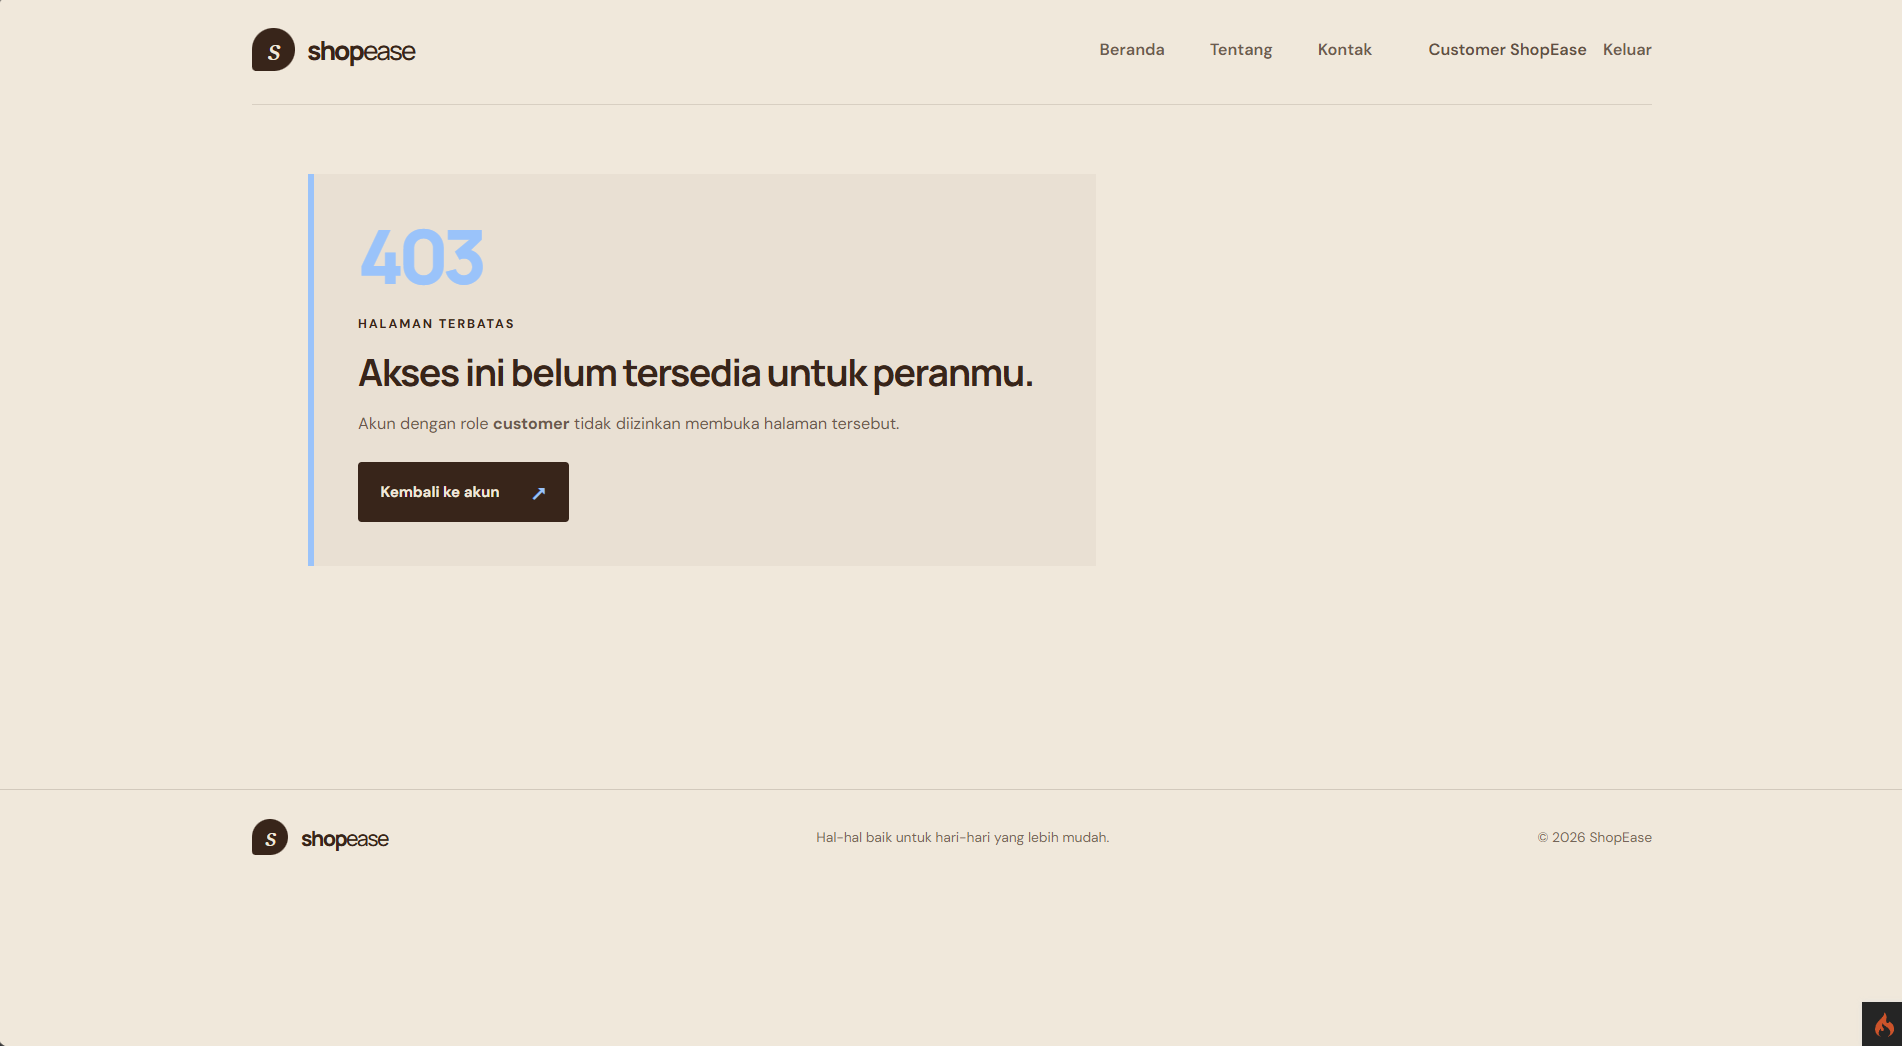 s shopease
Beranda Tentang Kontak Customer ShopEase Keluar
403
HALAMAN TERBATAS
Akses ini belum tersedia untuk peranmu.
Akun dengan role customer tidak diizinkan membuka halaman tersebut.
Kembali ke akun ↗
s shopease
Hal-hal baik untuk hari-hari yang lebih mudah.
© 2026 ShopEase